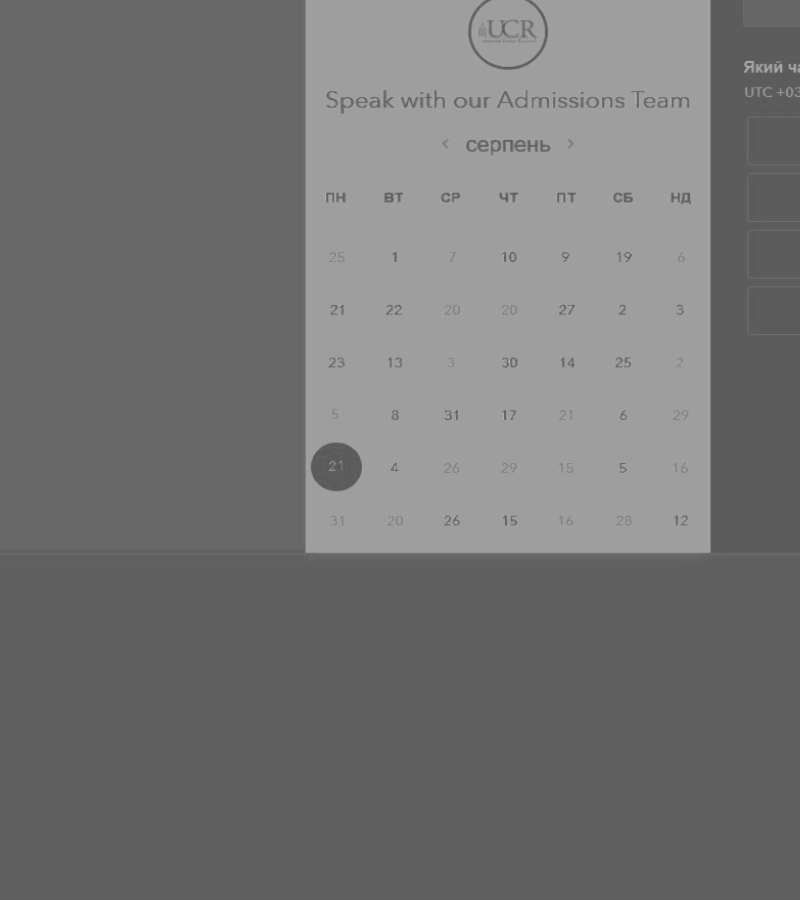 UCR
Speak with our Admissions Team
< серпень >
ПН ВТ СР ЧТ ПТ СБ НД
25 1 7 10 9 19 6
21 22 20 20 27 2 3
23 13 3 30 14 25 2
5 8 31 17 21 6 29
21 4 26 29 15 5 16
31 20 26 15 16 28 12
Який
UTC +03